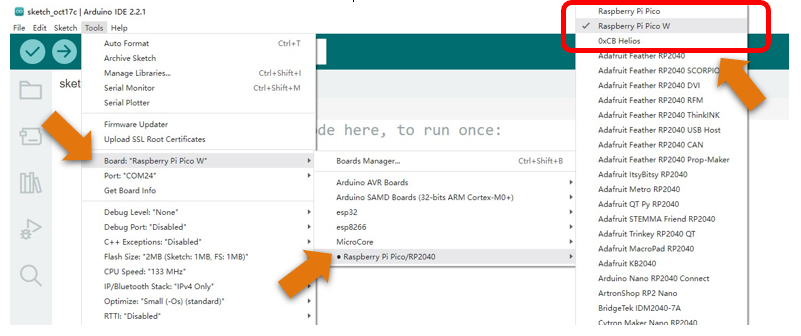 sketch_oct17c | Arduino IDE 2.2.1
File Edit Sketch Tools Help
Auto Format Ctrl+T
Archive Sketch
Manage Libraries... Ctrl+Shift+I
Serial Monitor Ctrl+Shift+M
Serial Plotter
Firmware Updater
Upload SSL Root Certificates
Board: "Raspberry Pi Pico W"
Port: "COM24"
Get Board Info
Debug Level: "None"
Debug Port: "Disabled"
C++ Exceptions: "Disabled"
Flash Size: "2MB (Sketch: 1MB, FS: 1MB)"
CPU Speed: "133 MHz"
IP/Bluetooth Stack: "IPv4 Only"
Optimize: "Small (-Os) (standard)"
RTTI: "Disabled"
sket
de here, to run once:
Boards Manager... Ctrl+Shift+B
Arduino AVR Boards
Arduino SAMD Boards (32-bits ARM Cortex-M0+)
esp32
esp8266
MicroCore
Raspberry Pi Pico/RP2040
Raspberry Pi Pico
Raspberry Pi Pico W
0xCB Helios
Adafruit Feather RP2040
Adafruit Feather RP2040 SCORPIO
Adafruit Feather RP2040 DVI
Adafruit Feather RP2040 RFM
Adafruit Feather RP2040 ThinkINK
Adafruit Feather RP2040 USB Host
Adafruit Feather RP2040 CAN
Adafruit Feather RP2040 Prop-Maker
Adafruit ItsyBitsy RP2040
Adafruit Metro RP2040
Adafruit QT Py RP2040
Adafruit STEMMA Friend RP2040
Adafruit Trinkey RP2040 QT
Adafruit MacroPad RP2040
Adafruit KB2040
Arduino Nano RP2040 Connect
ArtronShop RP2 Nano
BridgeTek IDM2040-7A
Cytron Maker Nano RP2040